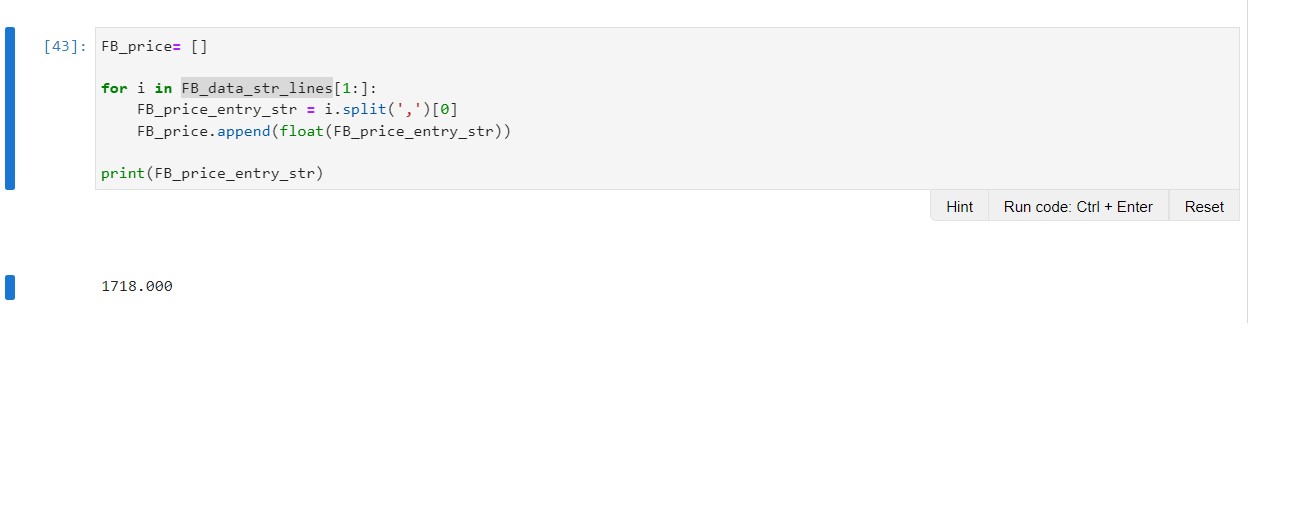 [43]: FB_price= []
for i in FB_data_str_lines[1:]:
    FB_price_entry_str = i.split(',')[0]
    FB_price.append(float(FB_price_entry_str))
print(FB_price_entry_str)
Hint Run code: Ctrl + Enter Reset
1718.000